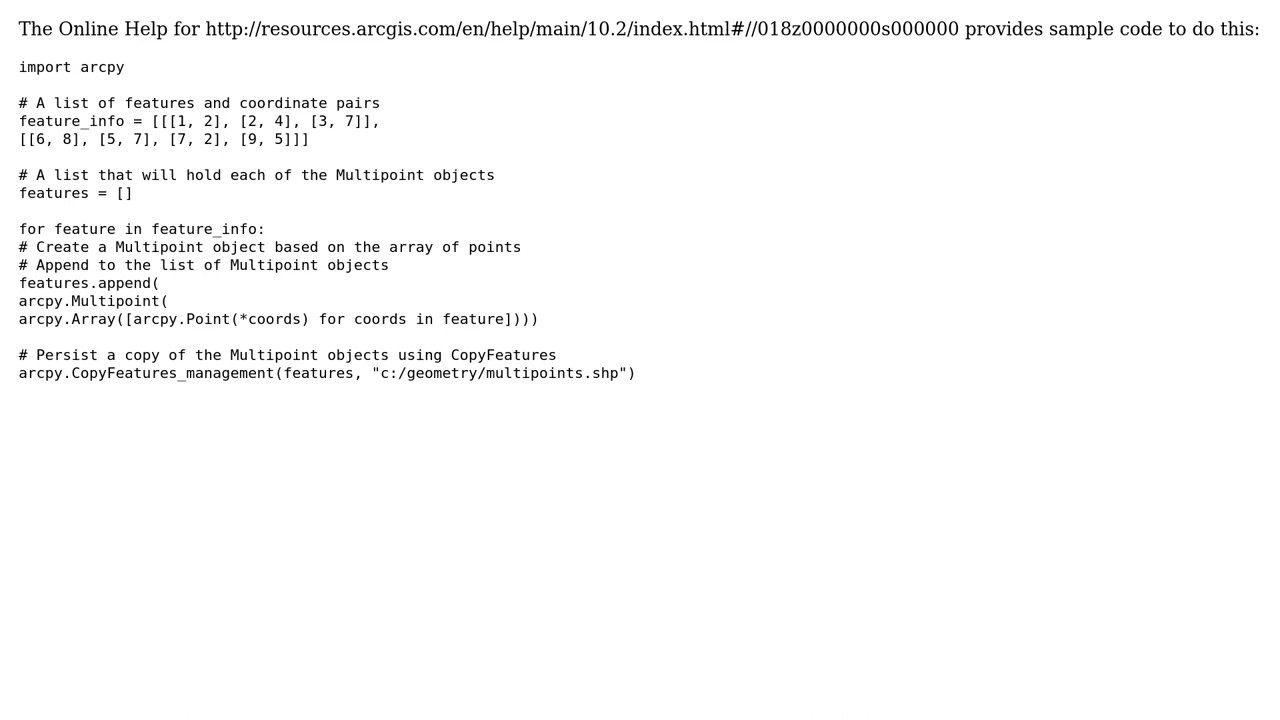 The Online Help for http://resources.arcgis.com/en/help/main/10.2/index.html#//018z0000000s000000 provides sample code to do this:
import arcpy
# A list of features and coordinate pairs
feature_info = [[[1, 2], [2, 4], [3, 7]],
[[6, 8], [5, 7], [7, 2], [9, 5]]]
# A list that will hold each of the Multipoint objects
features = []
for feature in feature_info:
# Create a Multipoint object based on the array of points
# Append to the list of Multipoint objects
features.append(
arcpy.Multipoint(
arcpy.Array([arcpy.Point(*coords) for coords in feature])))
# Persist a copy of the Multipoint objects using CopyFeatures
arcpy.CopyFeatures_management(features, "c:/geometry/multipoints.shp")